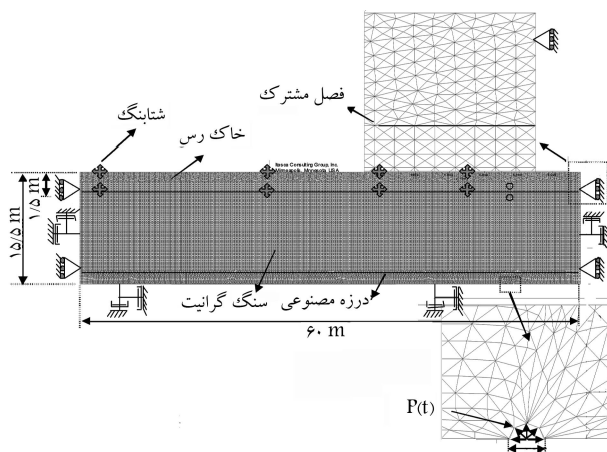 فصل مشترک
شتابنگ
خاک رس
Itasca Consulting Group, Inc.
Minneapolis, Minnesota USA
۱/۵ m
۱۵/۵ m
سنگ گرانیت
درزه مصنوعی
۶۰ m
P(t)